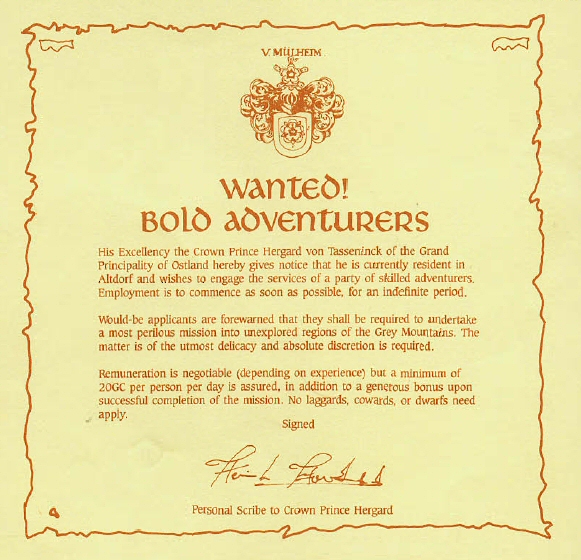 V. MÜLHEIM
WANTED!
BOLD ADVENTURERS
His Excellency the Crown Prince Hergard von Tasseninck of the Grand
Principality of Ostland hereby gives notice that he is currently resident in
Altdorf and wishes to engage the services of a party of skilled adventurers.
Employment is to commence as soon as possible, for an indefinite period.
Would-be applicants are forewarned that they shall be required to undertake
a most perilous mission into unexplored regions of the Grey Mountains. The
matter is of the utmost delicacy and absolute discretion is required.
Remuneration is negotiable (depending on experience) but a minimum of
20GC per person per day is assured, in addition to a generous bonus upon
successful completion of the mission. No laggards, cowards, or dwarfs need
apply.
Signed
Personal Scribe to Crown Prince Hergard